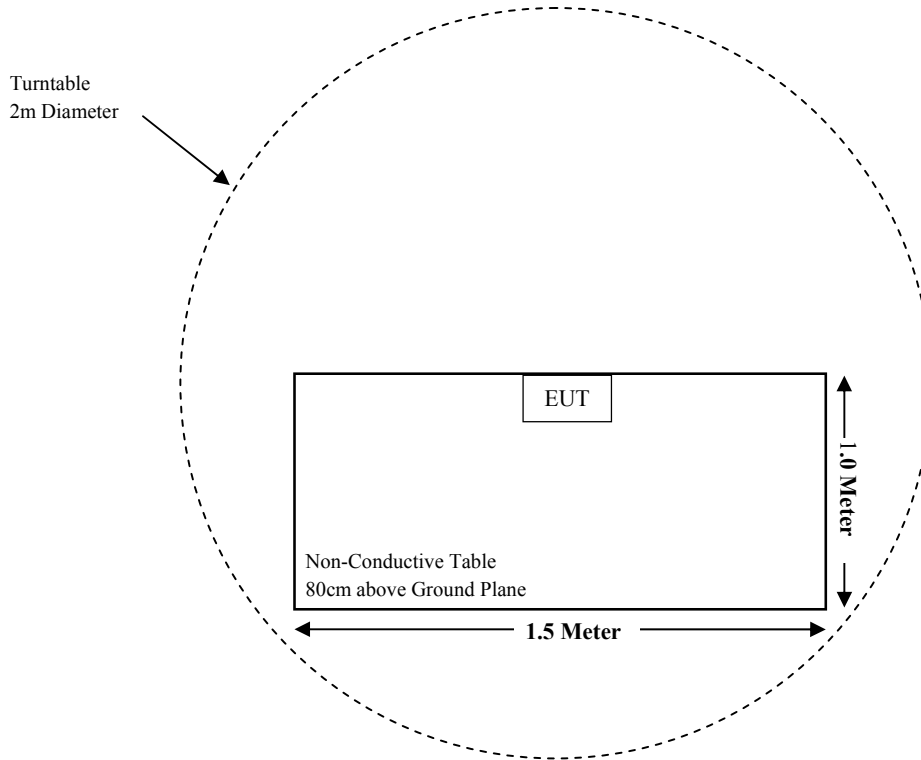 Turntable
2m Diameter
EUT
1.0 Meter
Non-Conductive Table
80cm above Ground Plane
1.5 Meter